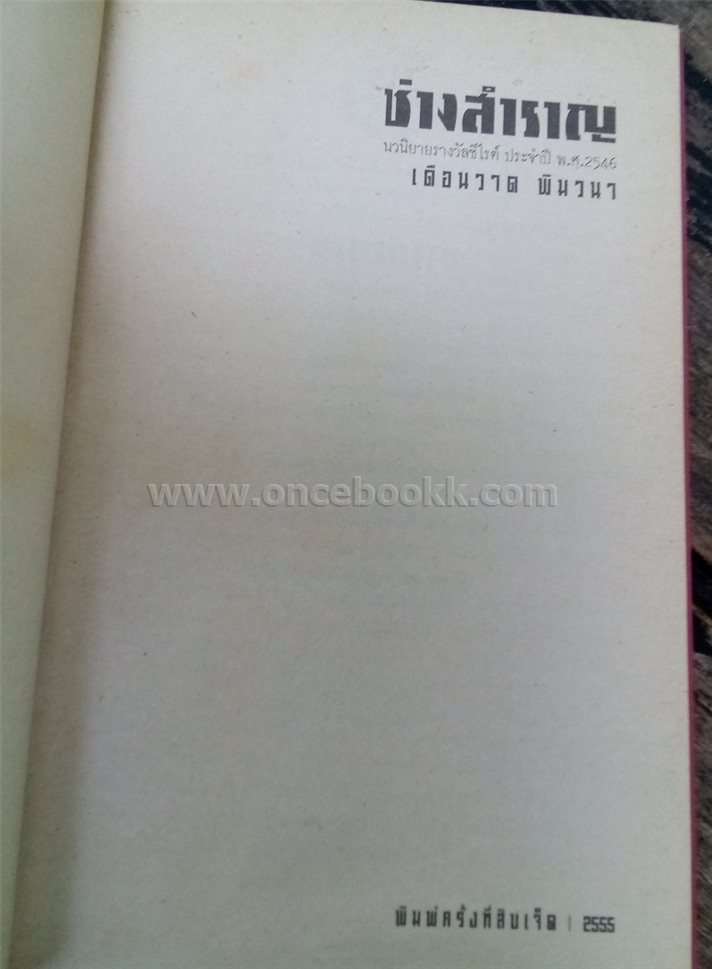 ช่างสำราญ
นวนิยายรางวัลซีไรต์ ประจำปี พ.ศ.2546
เดือนวาด พิมวนา
www.oncebookk.com
พิมพ์ครั้งที่สิบเจ็ด | 2555